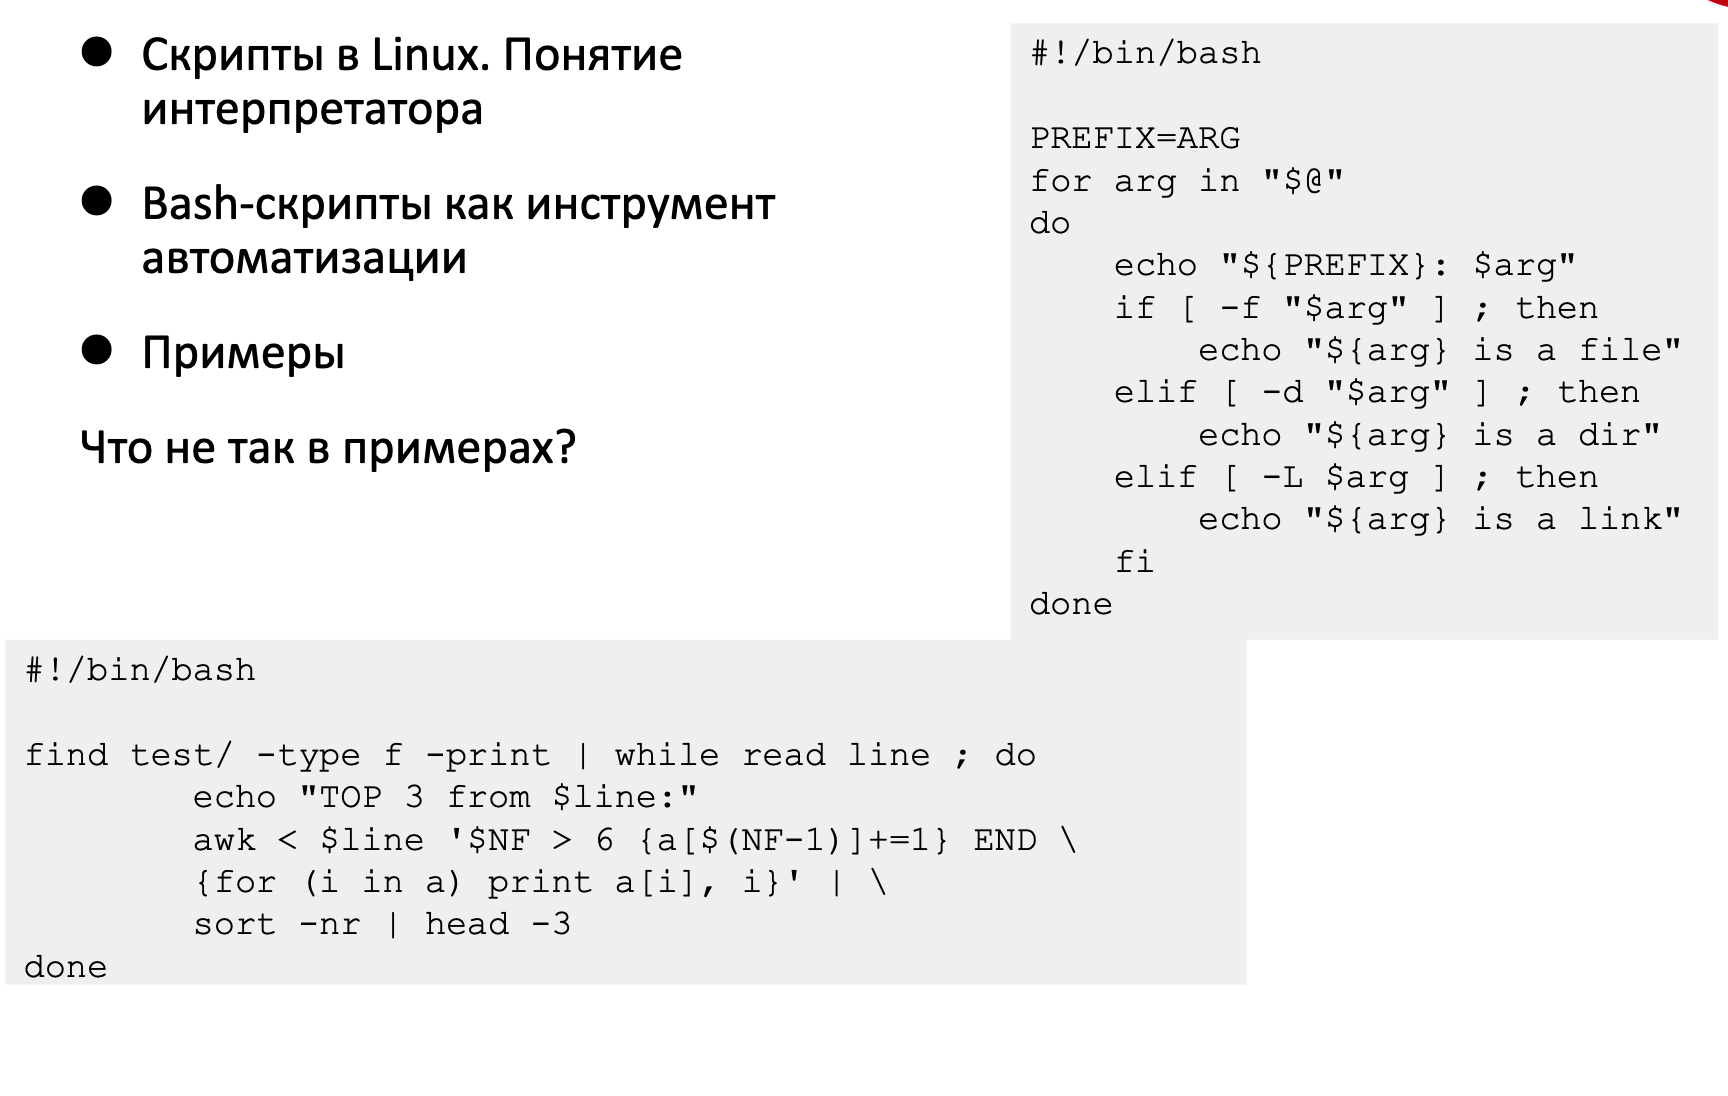 ● Скрипты в Linux. Понятие
интерпретатора
● Bash-скрипты как инструмент
автоматизации
● Примеры
Что не так в примерах?
#!/bin/bash
PREFIX=ARG
for arg in "$@"
do
    echo "${PREFIX}: $arg"
    if [ -f "$arg" ] ; then
        echo "${arg} is a file"
    elif [ -d "$arg" ] ; then
        echo "${arg} is a dir"
    elif [ -L $arg ] ; then
        echo "${arg} is a link"
    fi
done
#!/bin/bash
find test/ -type f -print | while read line ; do
        echo "TOP 3 from $line:"
        awk < $line '$NF > 6 {a[$(NF-1)]+=1} END \
        {for (i in a) print a[i], i}' | \
        sort -nr | head -3
done